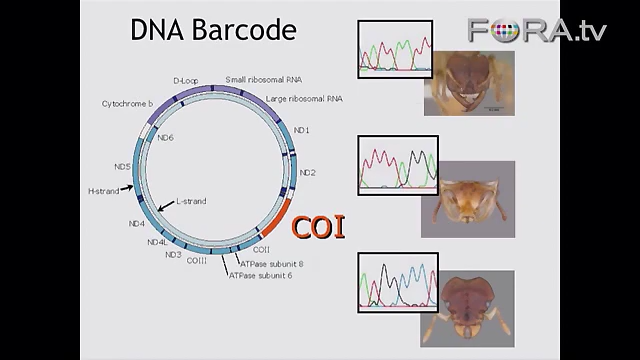 DNA Barcode
FORA.tv
D-Loop
Small ribosomal RNA
Cytochrome b
Large ribosomal RNA
ND6
ND1
ND5
ND2
H-strand
L-strand
COI
ND4
ND4L
ND3
COIII
COII
ATPase subunit 8
ATPase subunit 6